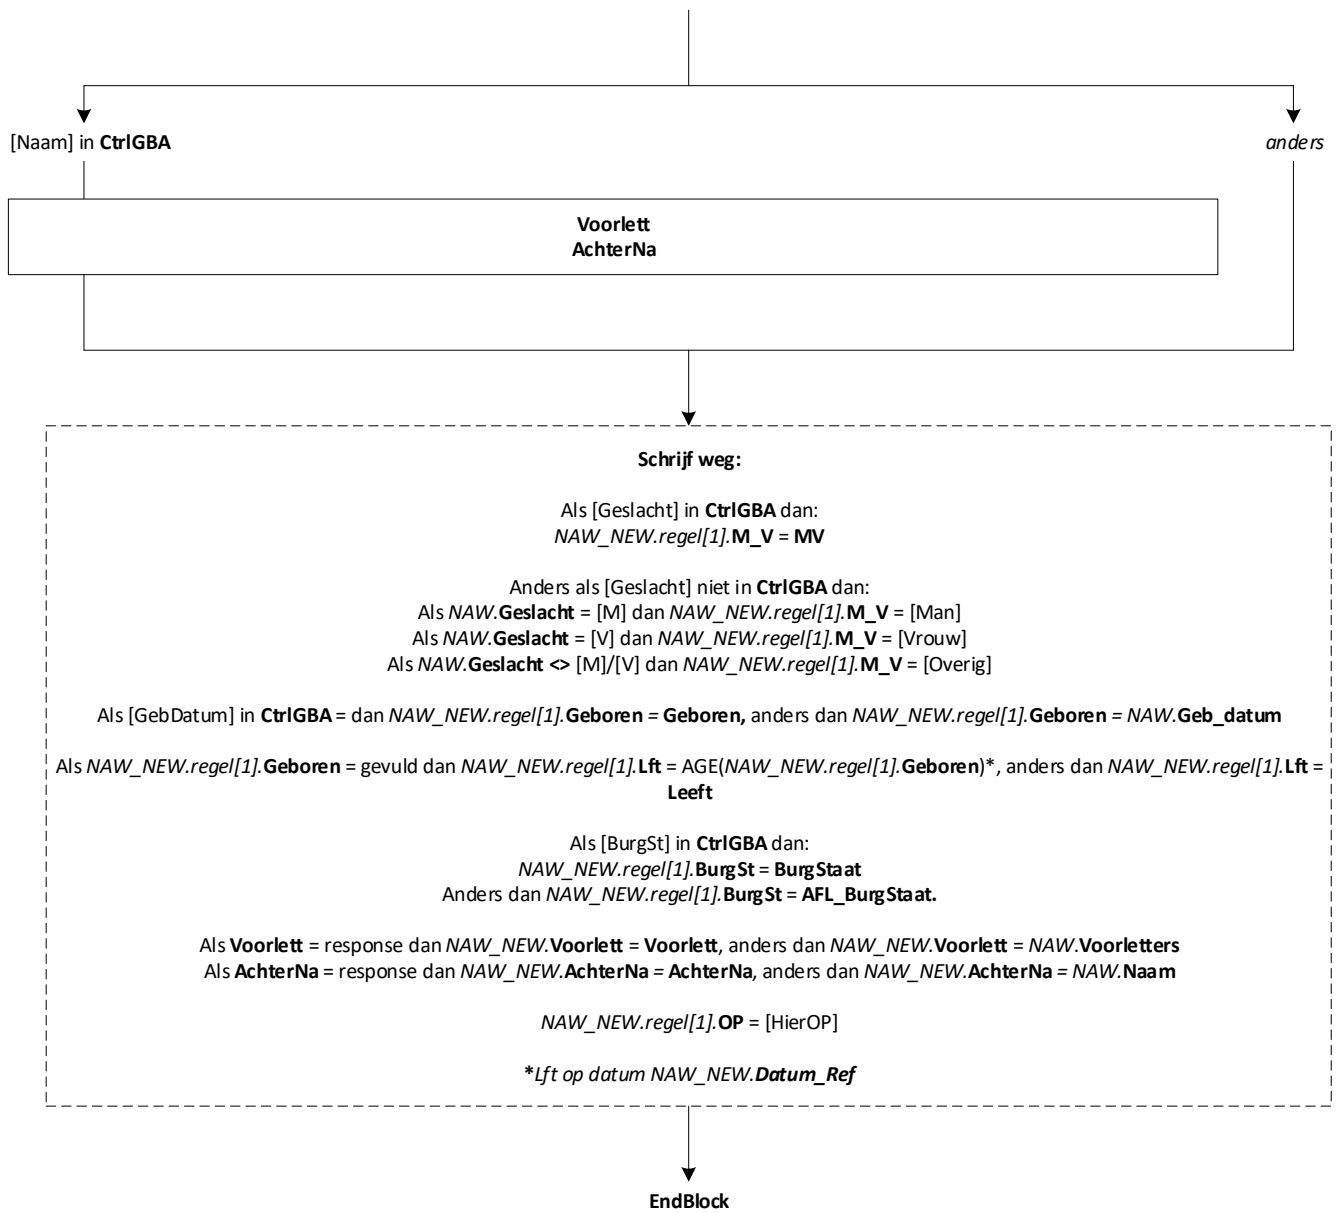 [Naam] in CtrlGBA
anders
Voorlett
AchterNa
Schrijf weg:
Als [Geslacht] in CtrlGBA dan:
NAW_NEW.regel[1].M_V = MV
Anders als [Geslacht] niet in CtrlGBA dan:
Als NAW.Geslacht = [M] dan NAW_NEW.regel[1].M_V = [Man]
Als NAW.Geslacht = [V] dan NAW_NEW.regel[1].M_V = [Vrouw]
Als NAW.Geslacht <> [M]/[V] dan NAW_NEW.regel[1].M_V = [Overig]
Als [GebDatum] in CtrlGBA = dan NAW_NEW.regel[1].Geboren = Geboren, anders dan NAW_NEW.regel[1].Geboren = NAW.Geb_datum
Als NAW_NEW.regel[1].Geboren = gevuld dan NAW_NEW.regel[1].Lft = AGE(NAW_NEW.regel[1].Geboren)*, anders dan NAW_NEW.regel[1].Lft =
Leeft
Als [BurgSt] in CtrlGBA dan:
NAW_NEW.regel[1].BurgSt = BurgStaat
Anders dan NAW_NEW.regel[1].BurgSt = AFL_BurgStaat.
Als Voorlett = response dan NAW_NEW.Voorlett = Voorlett, anders dan NAW_NEW.Voorlett = NAW.Voorletters
Als AchterNa = response dan NAW_NEW.AchterNa = AchterNa, anders dan NAW_NEW.AchterNa = NAW.Naam
NAW_NEW.regel[1].OP = [HierOP]
*Lft op datum NAW_NEW.Datum_Ref
EndBlock